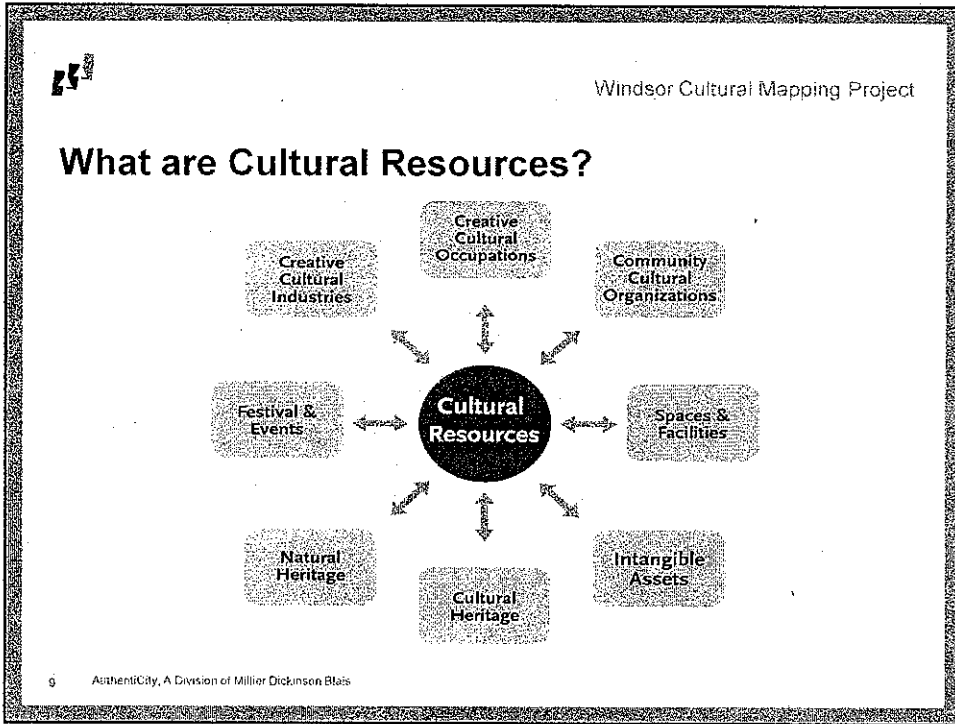 Windsor Cultural Mapping Project
What are Cultural Resources?
Creative
Cultural
Occupations
Creative
Cultural
Industries
Community
Cultural
Organizations
Festival &
Events
Cultural
Resources
Spaces &
Facilities
Natural
Heritage
Cultural
Heritage
Intangible
Assets
9 AuthentiCity, A Division of Millier Dickinson Blais